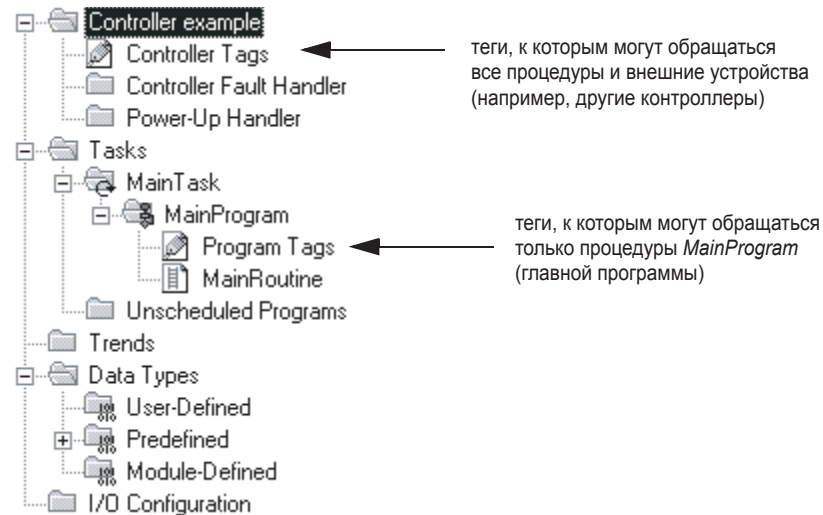 Controller example
Controller Tags
теги, к которым могут обращаться
все процедуры и внешние устройства
(например, другие контроллеры)
Controller Fault Handler
Power-Up Handler
Tasks
MainTask
MainProgram
Program Tags
теги, к которым могут обращаться
только процедуры MainProgram
(главной программы)
MainRoutine
Unscheduled Programs
Trends
Data Types
User-Defined
Predefined
Module-Defined
I/O Configuration